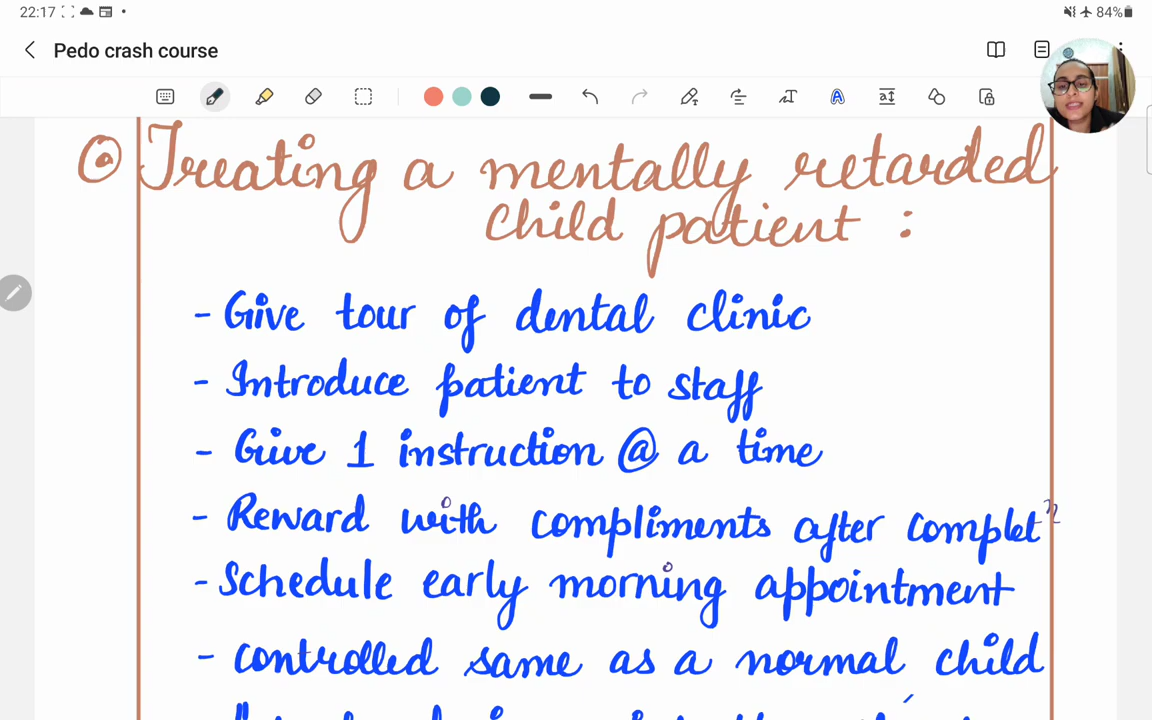 22:17
84%
Pedo crash course
Treating a mentally retarded
child patient :
- Give tour of dental clinic
- Introduce patient to staff
- Give 1 instruction @ a time
- Reward with compliments after complet^n
- Schedule early morning appointment
- controlled same as a normal child